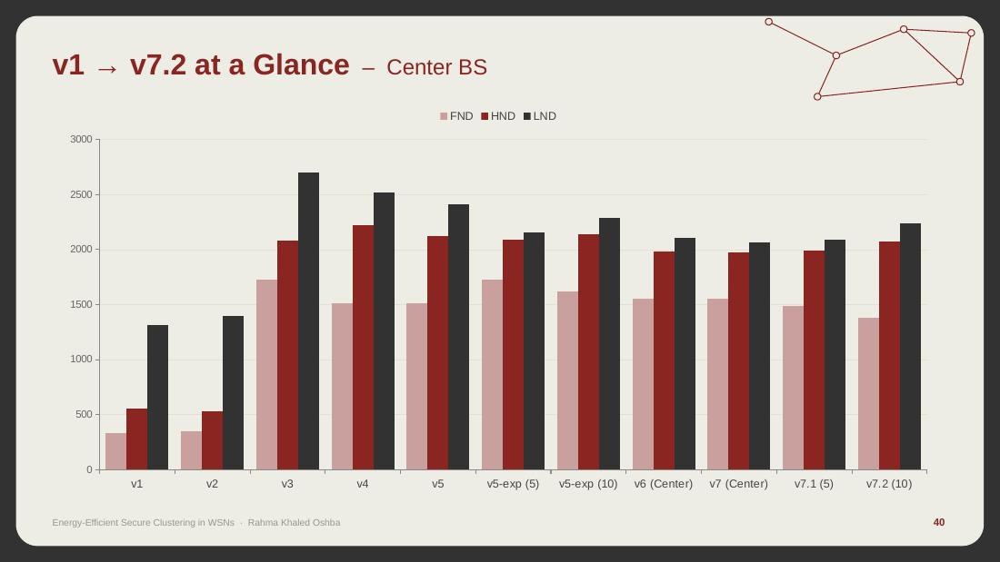 v1 → v7.2 at a Glance – Center BS
FND HND LND
3000
2500
2000
1500
1000
500
0
v1 v2 v3 v4 v5 v5-exp (5) v5-exp (10) v6 (Center) v7 (Center) v7.1 (5) v7.2 (10)
Energy-Efficient Secure Clustering in WSNs · Rahma Khaled Oshba
40